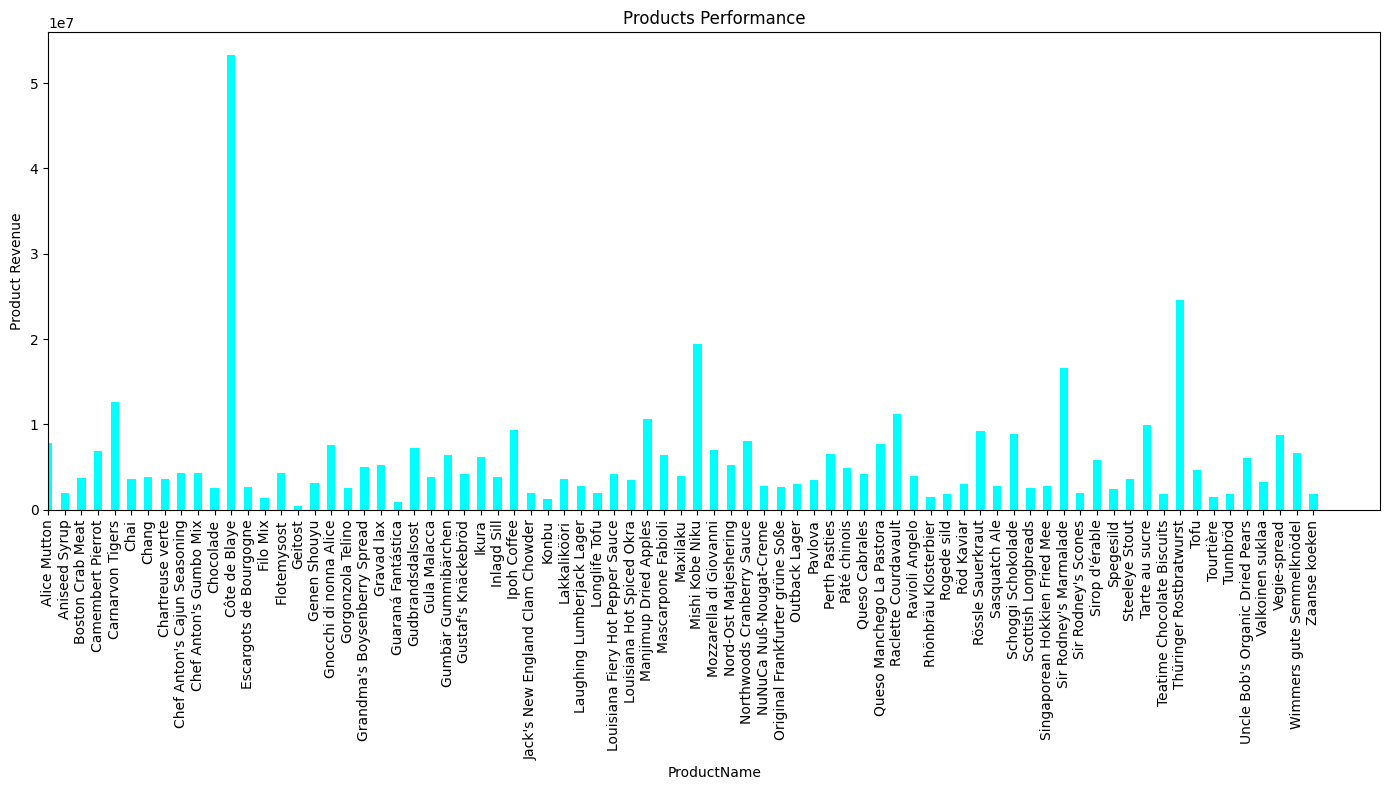 Products Performance
1e7
5
4
3
2
1
0
Product Revenue
Alice Mutton
Aniseed Syrup
Boston Crab Meat
Camembert Pierrot
Carnarvon Tigers
Chai
Chang
Chartreuse verte
Chef Anton's Cajun Seasoning
Chef Anton's Gumbo Mix
Chocolade
Côte de Blaye
Escargots de Bourgogne
Filo Mix
Flotemysost
Geitost
Genen Shouyu
Gnocchi di nonna Alice
Gorgonzola Telino
Grandma's Boysenberry Spread
Gravad lax
Guaraná Fantástica
Gudbrandsdalsost
Gula Malacca
Gumbär Gummibärchen
Gustaf's Knäckebröd
Ikura
Inlagd Sill
Ipoh Coffee
Jack's New England Clam Chowder
Konbu
Lakkalikööri
Laughing Lumberjack Lager
Longlife Tofu
Louisiana Fiery Hot Pepper Sauce
Louisiana Hot Spiced Okra
Manjimup Dried Apples
Mascarpone Fabioli
Maxilaku
Mishi Kobe Niku
Mozzarella di Giovanni
Nord-Ost Matjeshering
Northwoods Cranberry Sauce
NuNuCa Nuß-Nougat-Creme
Original Frankfurter grüne Soße
Outback Lager
Pavlova
Perth Pasties
Pâté chinois
Queso Cabrales
Queso Manchego La Pastora
Raclette Courdavault
Ravioli Angelo
Rhönbräu Klosterbier
Rogede sild
Röd Kaviar
Rössle Sauerkraut
Sasquatch Ale
Schoggi Schokolade
Scottish Longbreads
Singaporean Hokkien Fried Mee
Sir Rodney's Marmalade
Sir Rodney's Scones
Sirop d'érable
Spegesild
Steeleye Stout
Tarte au sucre
Teatime Chocolate Biscuits
Thüringer Rostbratwurst
Tofu
Tourtière
Tunnbröd
Uncle Bob's Organic Dried Pears
Valkoinen suklaa
Vegie-spread
Wimmers gute Semmelknödel
Zaanse koeken
ProductName